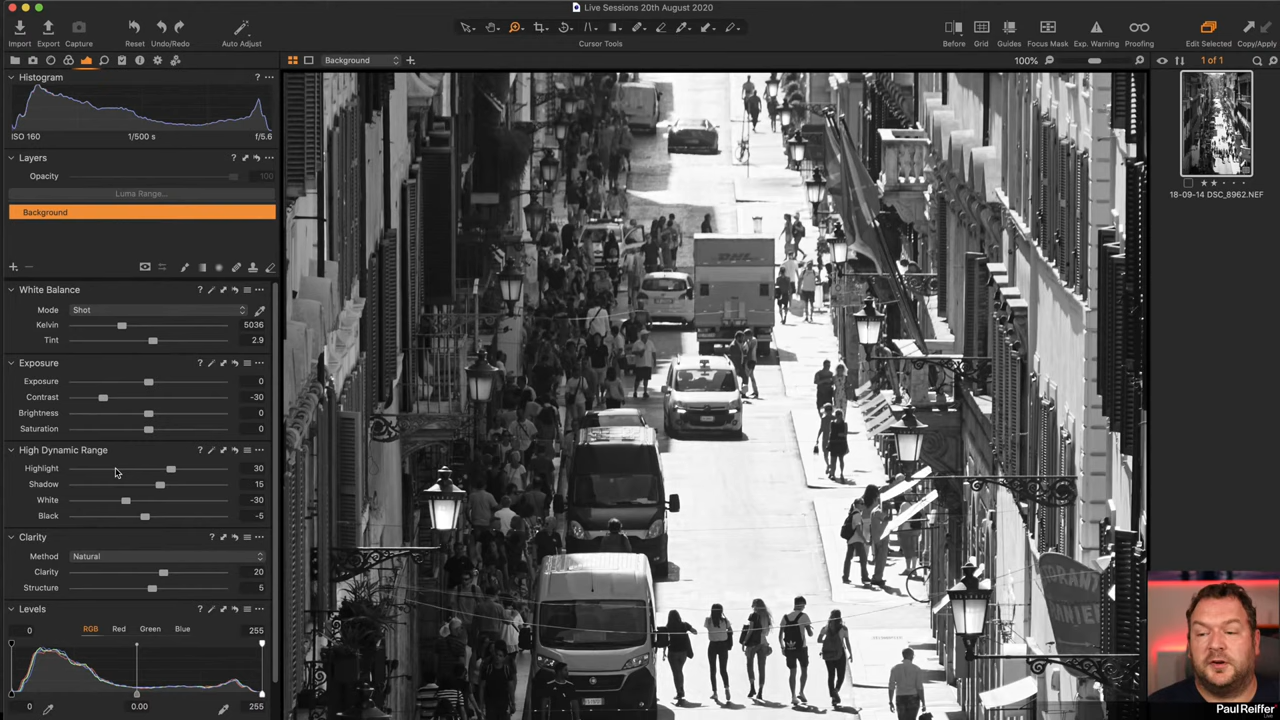 Live Sessions 20th August 2020
Import Export Capture Reset Undo/Redo Auto Adjust Cursor Tools Before Grid Guides Focus Mask Exp. Warning Proofing Edit Selected Copy/Apply
Background 100% 1 of 1
Histogram
ISO 160 1/500 s f/5.6
Layers
Opacity 100
Luma Range...
Background
White Balance
Mode Shot
Kelvin 5036
Tint 2.9
Exposure
Exposure 0
Contrast -30
Brightness 0
Saturation 0
High Dynamic Range
Highlight 30
Shadow 15
White -30
Black -5
Clarity
Method Natural
Clarity 20
Structure 5
Levels
0 RGB Red Green Blue 255
0 0.00 255
18-09-14 DSC_8962.NEF
DHL
PaulReiffer